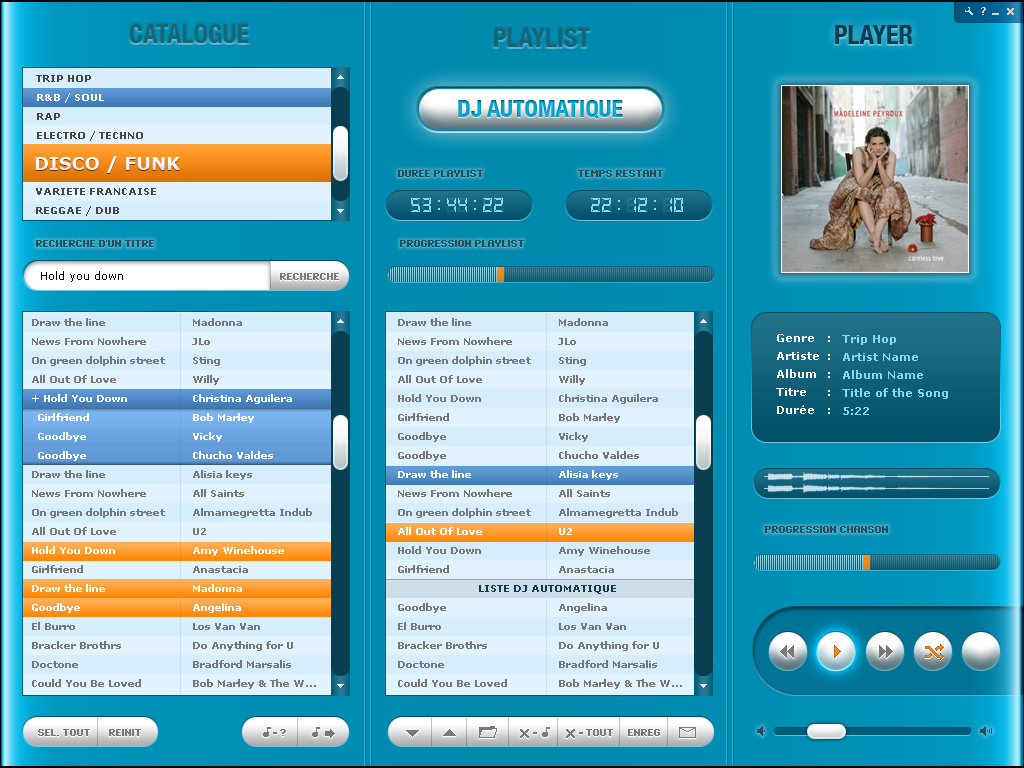 CATALOGUE
TRIP HOP
R&B / SOUL
RAP
ELECTRO / TECHNO
DISCO / FUNK
VARIETE FRANCAISE
REGGAE / DUB
RECHERCHE D'UN TITRE
Hold you down RECHERCHE
Draw the line Madonna
News From Nowhere JLo
On green dolphin street Sting
All Out Of Love Willy
+ Hold You Down Christina Aguilera
Girlfriend Bob Marley
Goodbye Vicky
Goodbye Chucho Valdes
Draw the line Alisia keys
News From Nowhere All Saints
On green dolphin street Almamegretta Indub
All Out Of Love U2
Hold You Down Amy Winehouse
Girlfriend Anastacia
Draw the line Madonna
Goodbye Angelina
El Burro Los Van Van
Bracker Brothrs Do Anything for U
Doctone Bradford Marsalis
Could You Be Loved Bob Marley & The W...
SEL. TOUT REINIT -?
PLAYLIST
DJ AUTOMATIQUE
DUREE PLAYLIST TEMPS RESTANT
53:44:22 22:12:10
PROGRESSION PLAYLIST
Draw the line Madonna
News From Nowhere JLo
On green dolphin street Sting
All Out Of Love Willy
Hold You Down Christina Aguilera
Girlfriend Bob Marley
Goodbye Vicky
Goodbye Chucho Valdes
Draw the line Alisia keys
News From Nowhere All Saints
On green dolphin street Almamegretta Indub
All Out Of Love U2
Hold You Down Amy Winehouse
Girlfriend Anastacia
LISTE DJ AUTOMATIQUE
Goodbye Angelina
El Burro Los Van Van
Bracker Brothrs Do Anything for U
Doctone Bradford Marsalis
Could You Be Loved Bob Marley & The W...
X- X-TOUT ENREG
?
PLAYER
MADELEINE PEYROUX
careless love
Genre : Trip Hop
Artiste : Artist Name
Album : Album Name
Titre : Title of the Song
Durée : 5:22
PROGRESSION CHANSON